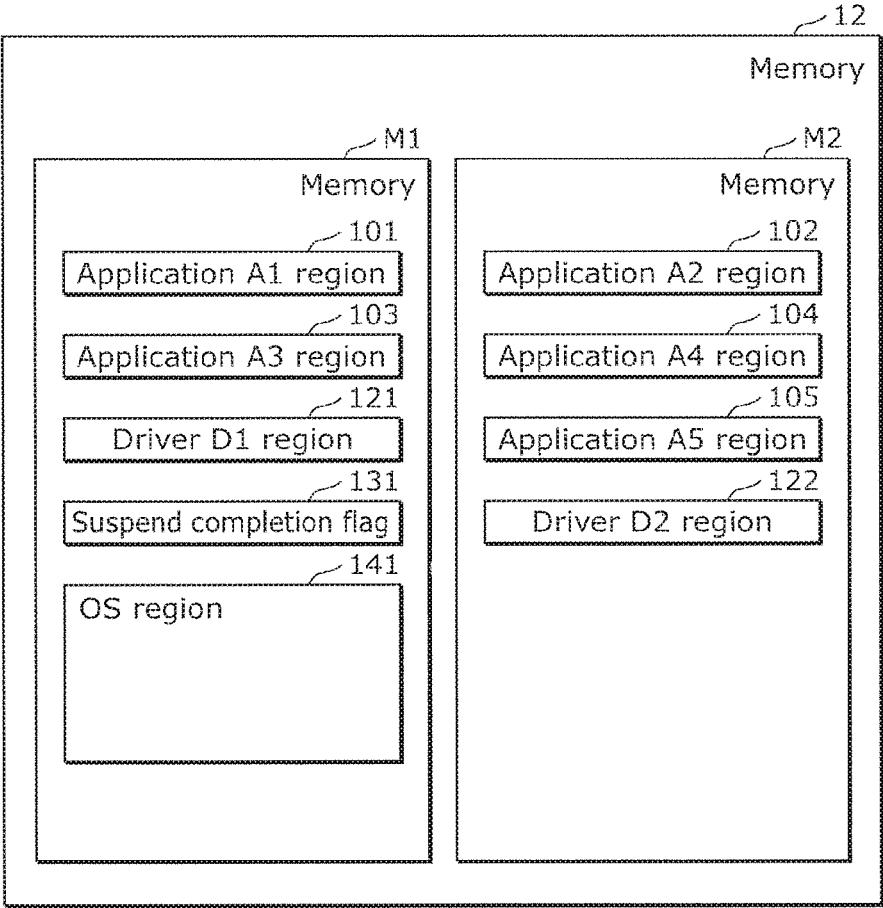 12
Memory
M1
Memory
101
Application A1 region
103
Application A3 region
121
Driver D1 region
131
Suspend completion flag
141
OS region
M2
Memory
102
Application A2 region
104
Application A4 region
105
Application A5 region
122
Driver D2 region